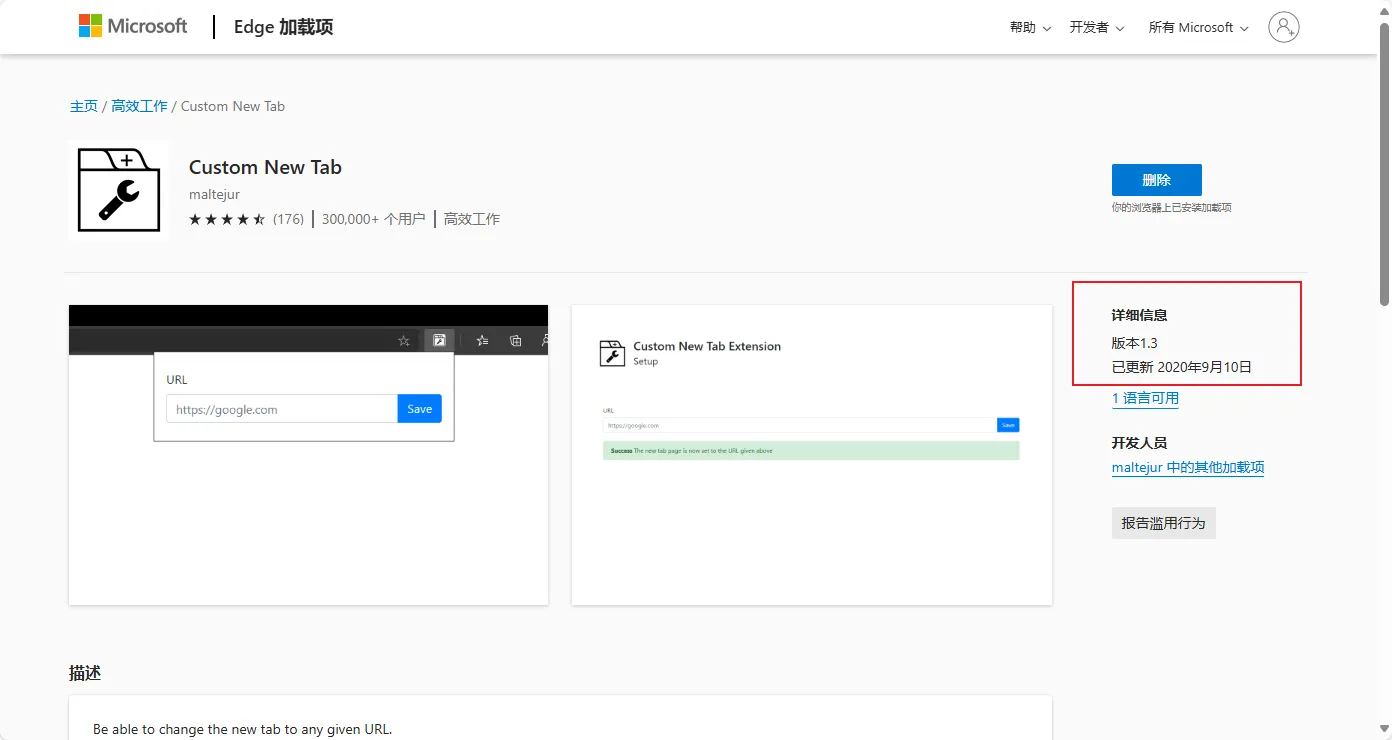 Microsoft
Edge 加载项
帮助
开发者
所有 Microsoft
主页 / 高效工作 / Custom New Tab
Custom New Tab
maltejur
(176)
300,000+ 个用户
高效工作
删除
你的浏览器上已安装加载项
URL
https://google.com
Save
Custom New Tab Extension
Setup
URL
https://google.com
Save
Success The new tab page is now set to the URL given above
详细信息
版本1.3
已更新 2020年9月10日
1 语言可用
开发人员
maltejur 中的其他加载项
报告滥用行为
描述
Be able to change the new tab to any given URL.